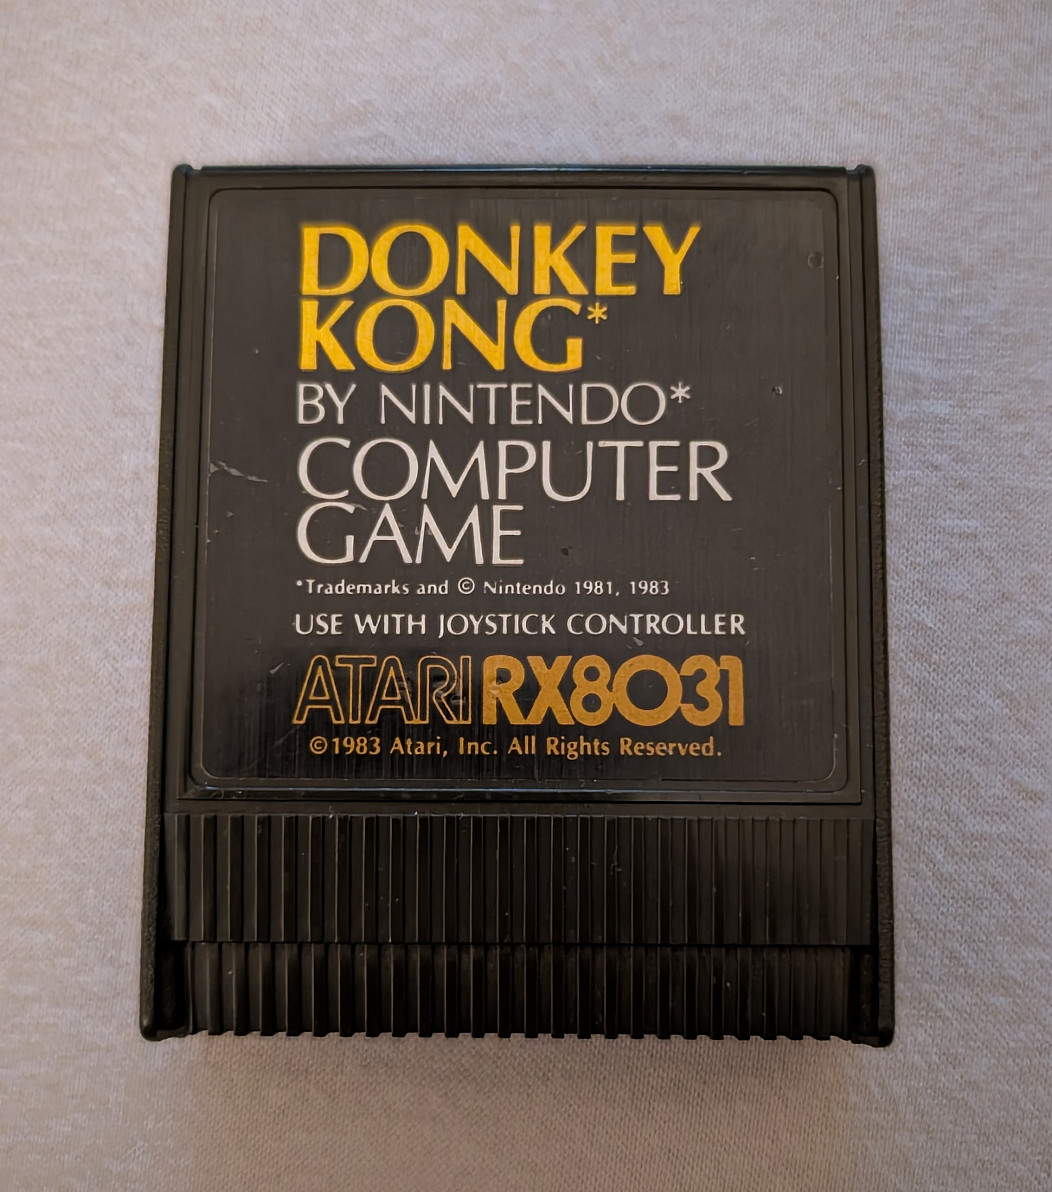 DONKEY
KONG*
BY NINTENDO*
COMPUTER
GAME
*Trademarks and © Nintendo 1981, 1983
USE WITH JOYSTICK CONTROLLER
ATARI RX8031
©1983 Atari, Inc. All Rights Reserved.